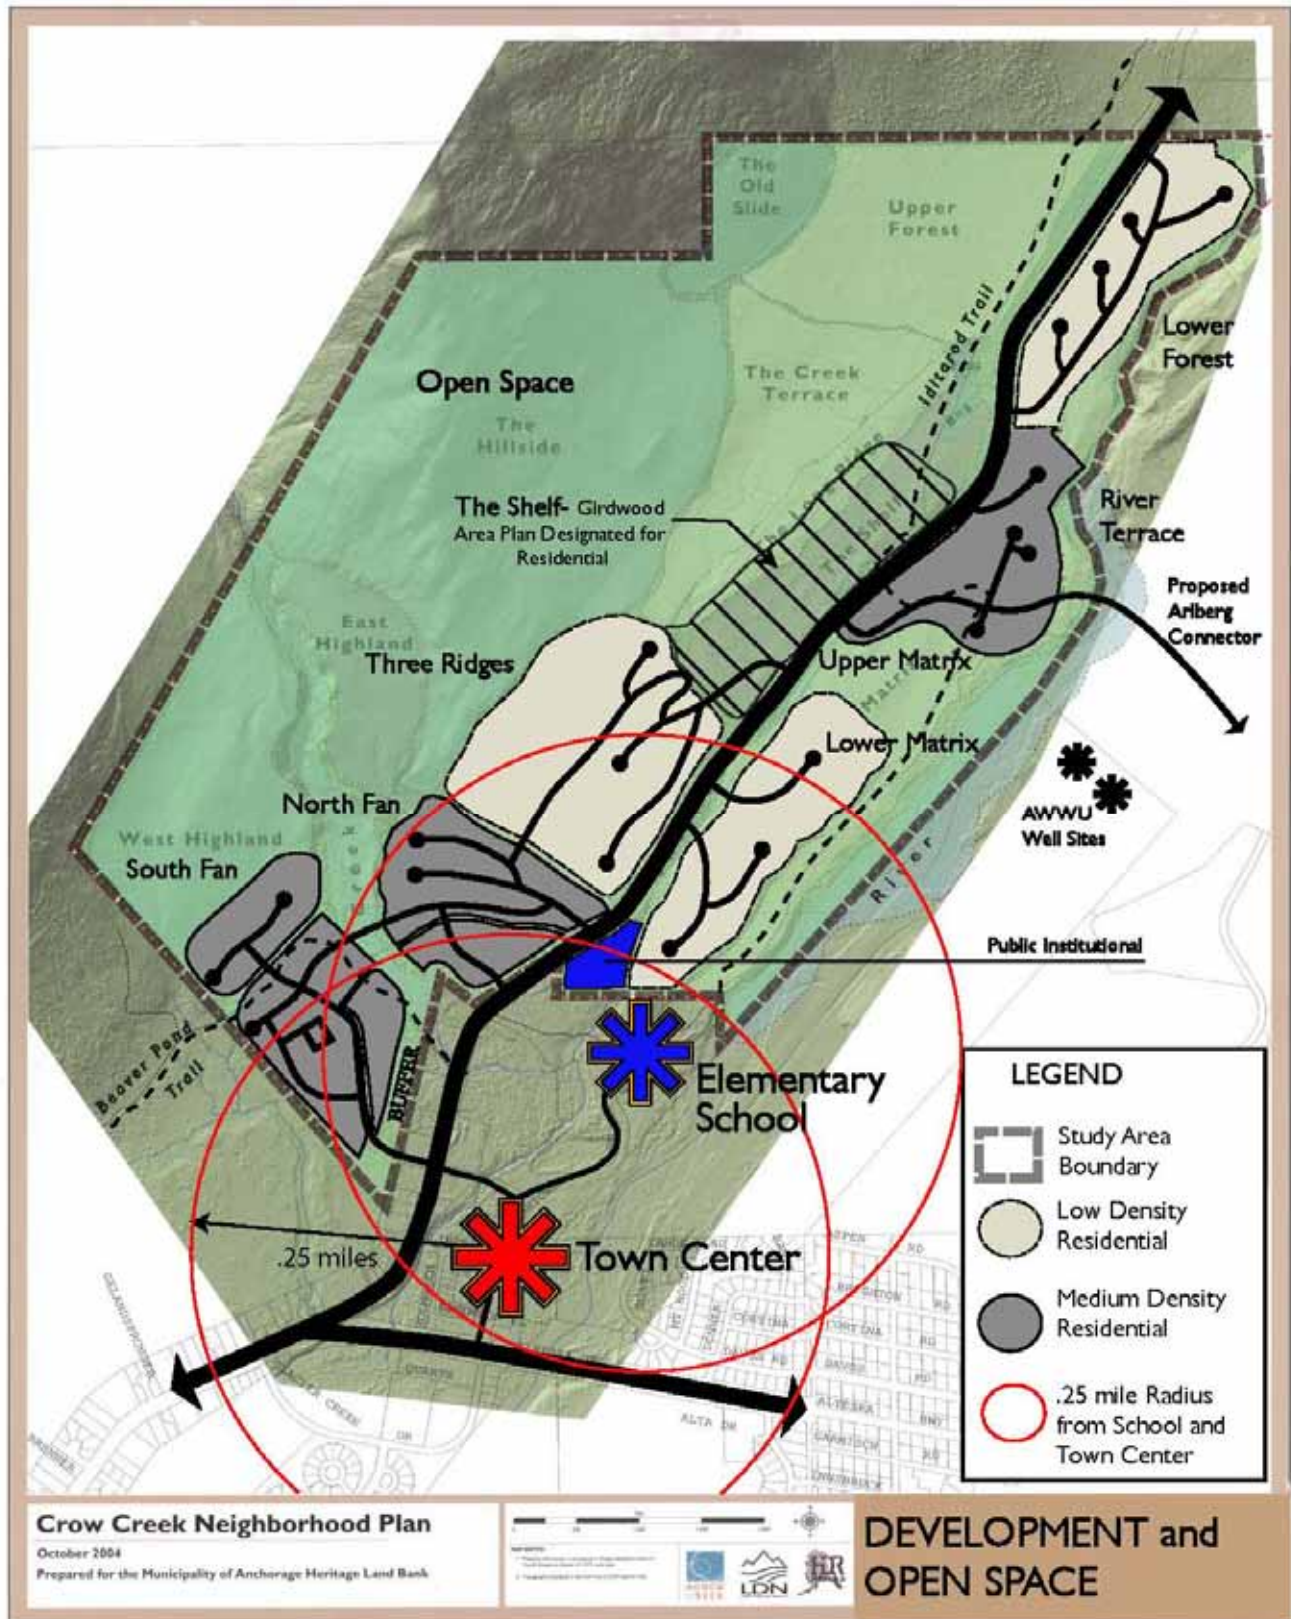 The
Old
Slide
Upper
Forest
Iditarod Trail
Lower
Forest
Open Space
The
Hillside
The Creek
Terrace
The Shelf- Girdwood
Area Plan Designated for
Residential
The Shelf
River
Terrace
Proposed
Arlberg
Connector
East
Highland
Three Ridges
Upper Matrix
Matrix
Lower Matrix
North Fan
West Highland
South Fan
Creek
AWWU
Well Sites
River
Public Institutional
Beaver Pond
Trail
BUFFER
Elementary
School
.25 miles
Town Center
LEGEND
Study Area
Boundary
Low Density
Residential
Medium Density
Residential
.25 mile Radius
from School and
Town Center
ALTA DR
Crow Creek Neighborhood Plan
October 2004
Prepared for the Municipality of Anchorage Heritage Land Bank
LDN
DEVELOPMENT and
OPEN SPACE